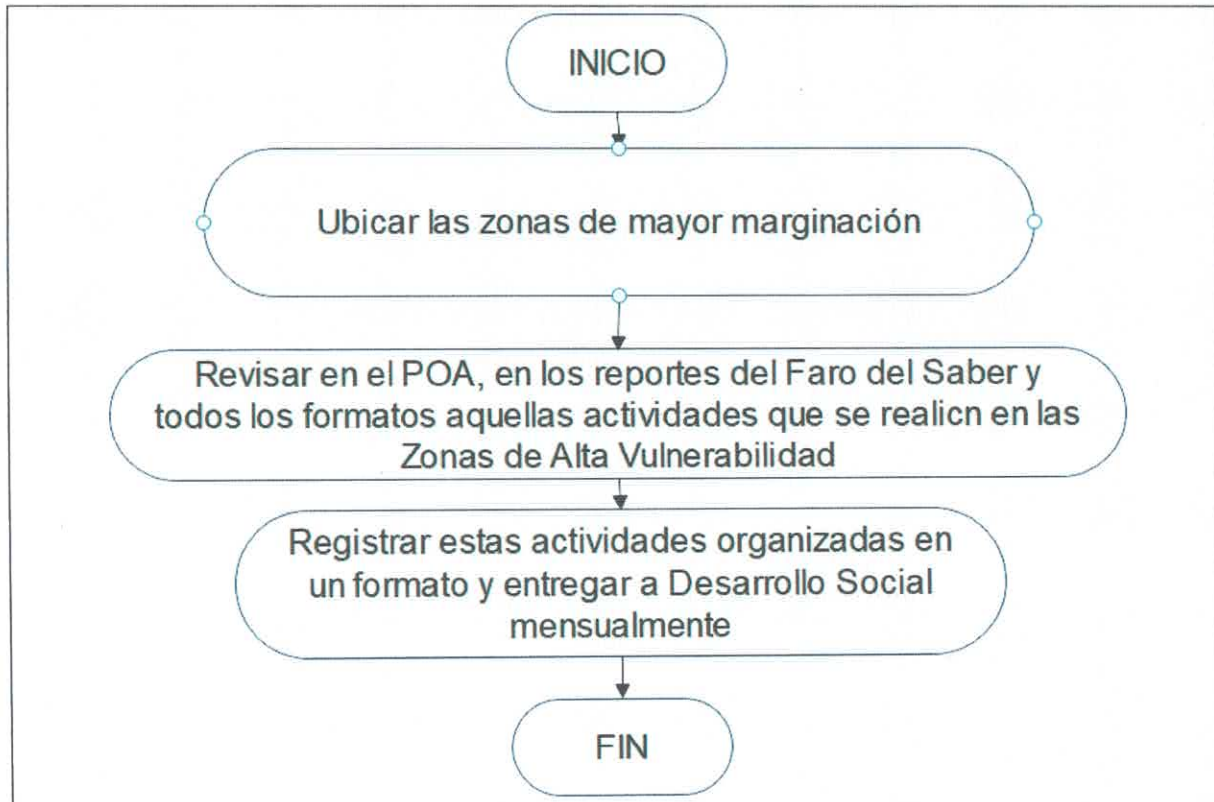 INICIO
Ubicar las zonas de mayor marginación
Revisar en el POA, en los reportes del Faro del Saber y
todos los formatos aquellas actividades que se realicn en las
Zonas de Alta Vulnerabilidad
Registrar estas actividades organizadas en
un formato y entregar a Desarrollo Social
mensualmente
FIN